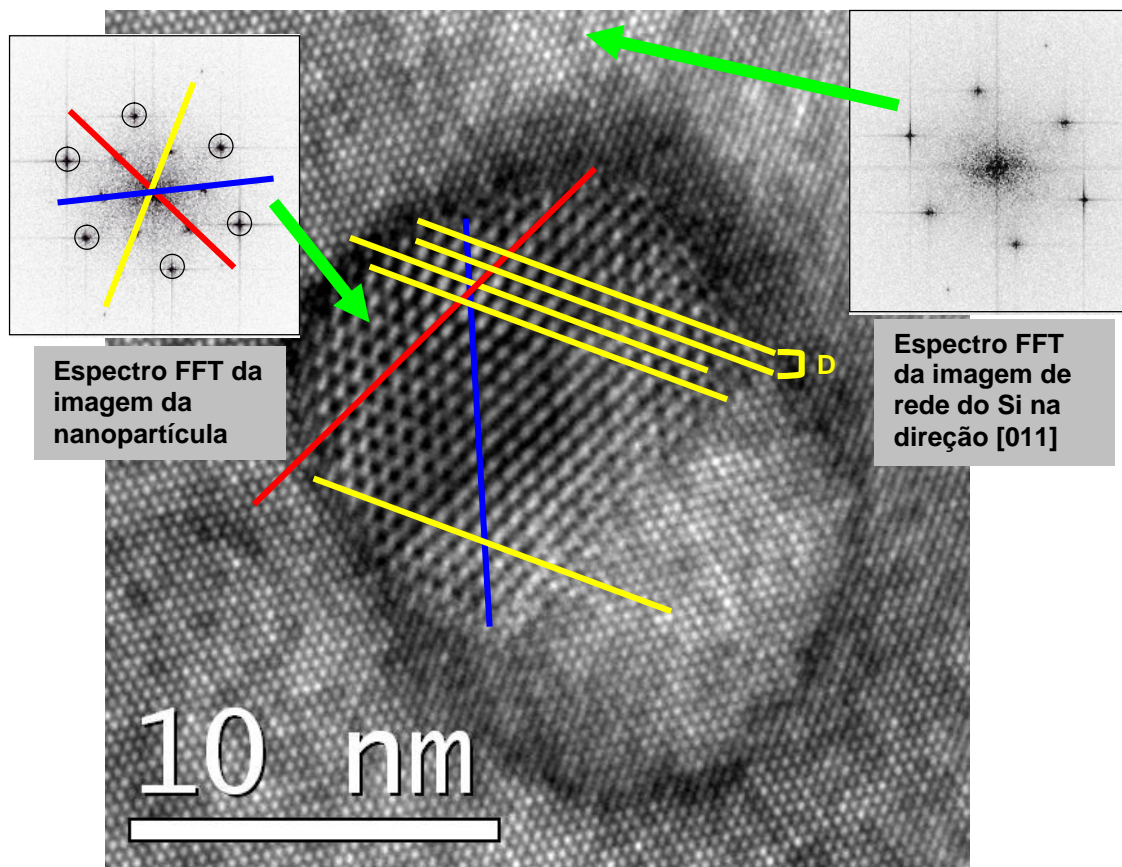 Espectro FFT da
imagem da
nanopartícula
D
Espectro FFT
da imagem de
rede do Si na
direção [011]
10 nm